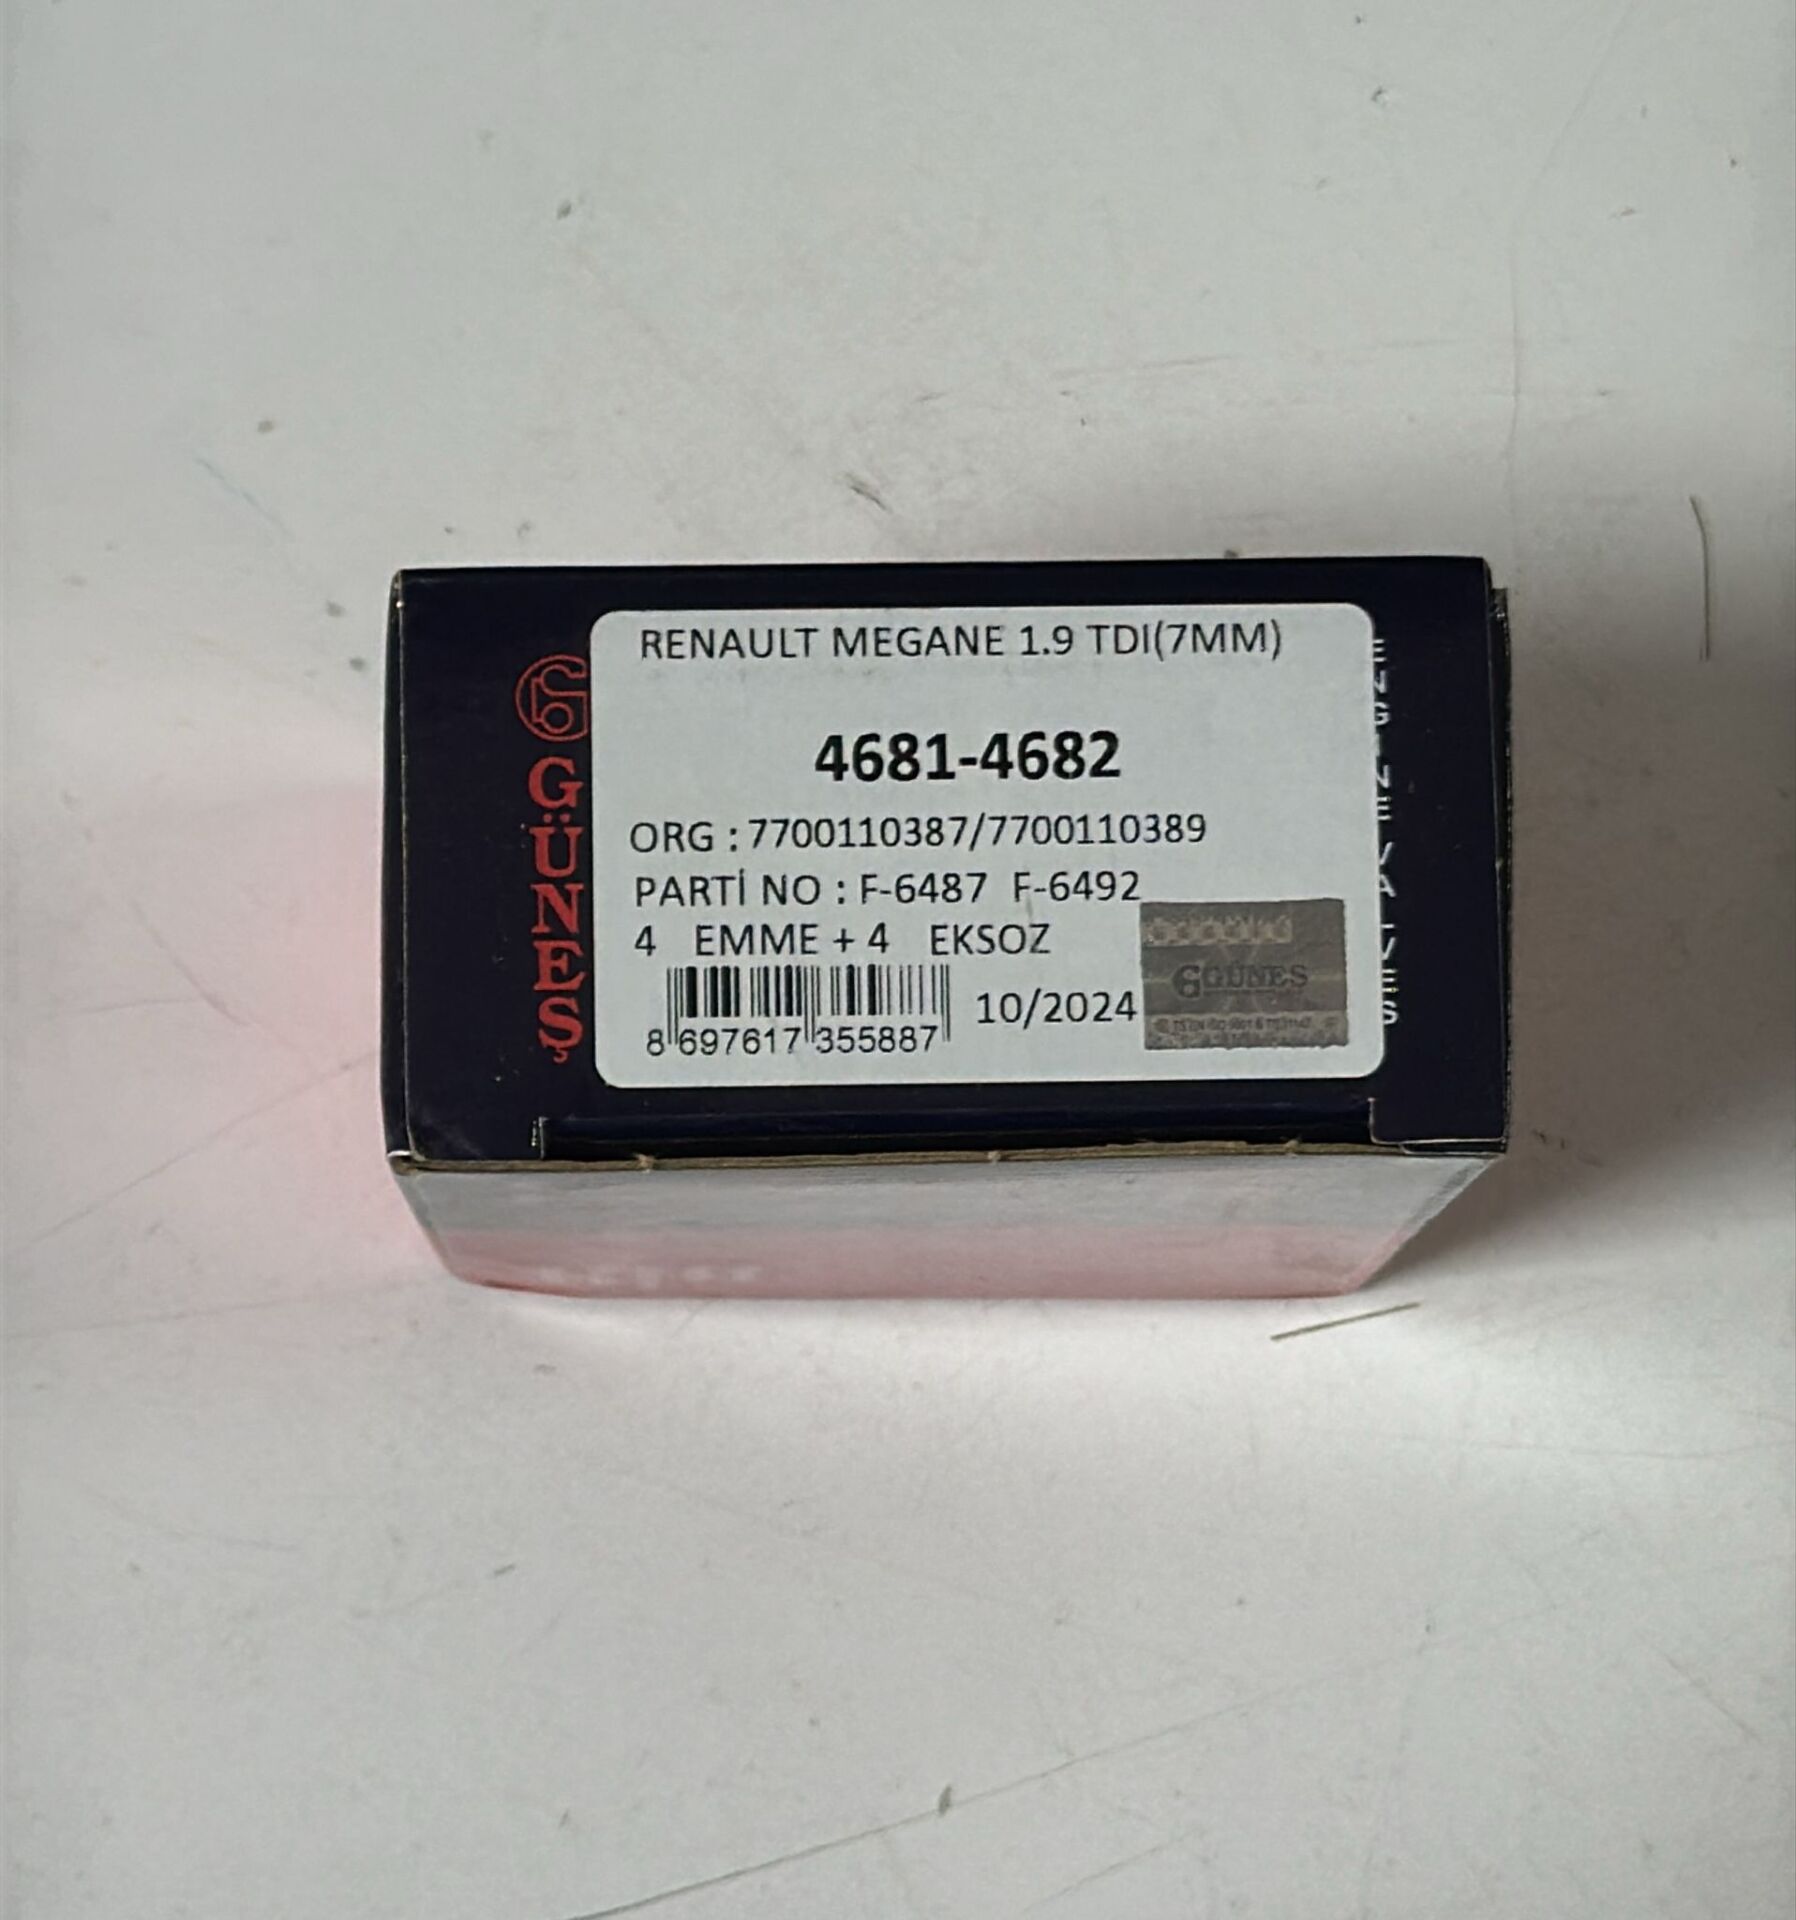 RENAULT MEGANE 1.9 TDI(7MM)
4681-4682
ORG : 7700110387/7700110389
PARTİ NO : F-6487 F-6492
4 EMME + 4 EKSOZ
8 697617 355887
10/2024
GÜNEŞ
GÜNEŞ
ENGINE VALVES